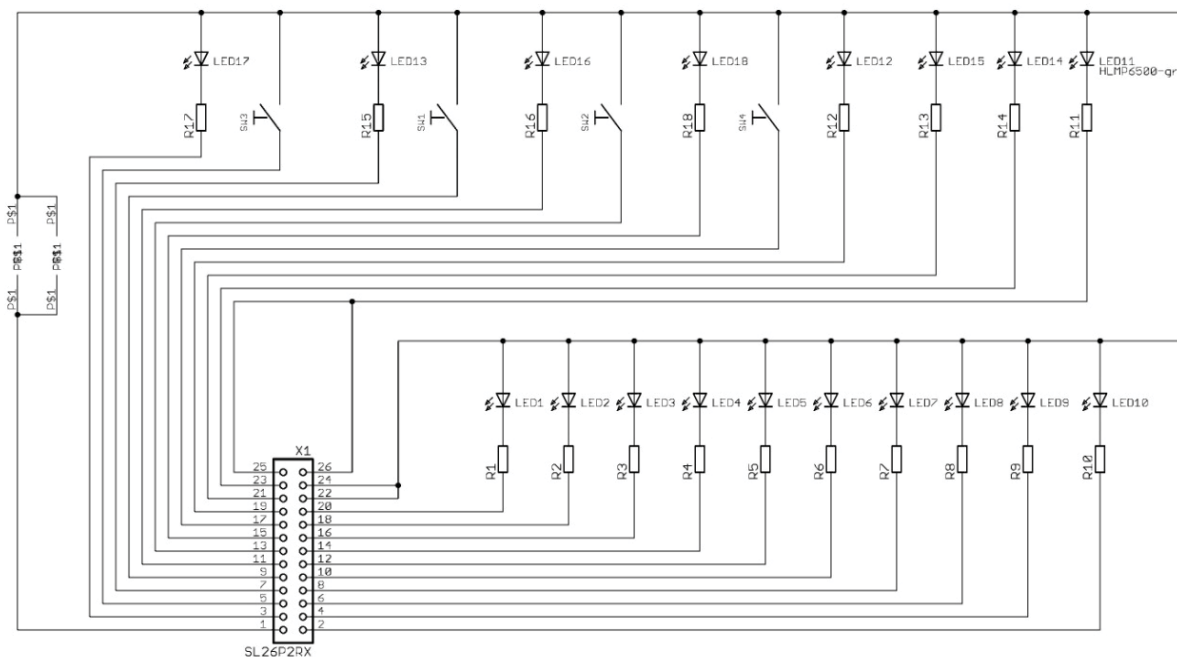 LED17 LED13 LED16 LED18 LED12 LED15 LED14 LED11
HLMP6500-gr
R17 SW3 R15 SW1 R16 SW2 R18 SW4 R12 R13 R14 R11
P$1 P$1
P$1 P$1
LED1 LED2 LED3 LED4 LED5 LED6 LED7 LED8 LED9 LED10
X1
R1 R2 R3 R4 R5 R6 R7 R8 R9 R10
25 26
23 24
21 22
19 20
17 18
15 16
13 14
11 12
9 10
7 8
5 6
3 4
1 2
SL26P2RX